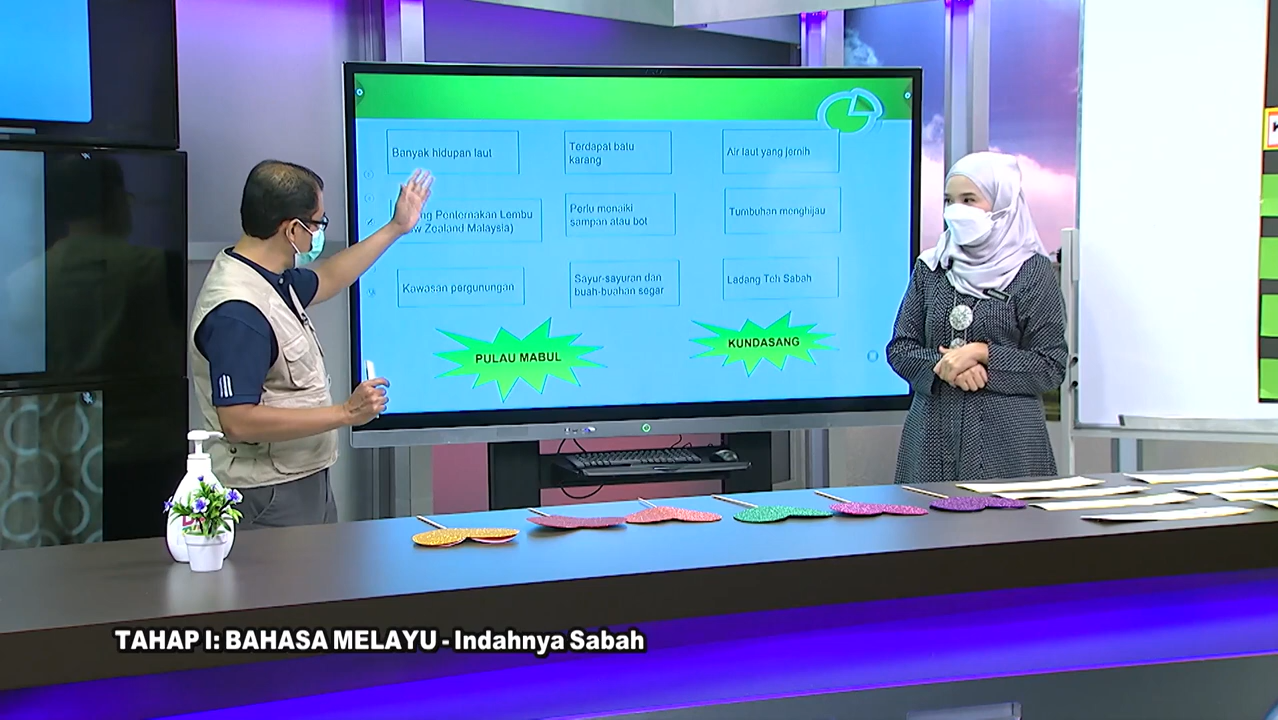 Banyak hidupan laut
Terdapat batu
karang
Air laut yang jernih
Penternakan Lembu
Zealand Malaysia)
Perlu menaiki
sampan atau bot
Tumbuhan menghijau
Kawasan pergunungan
Sayur-sayuran dan
buah-buahan segar
Ladang Teh Sabah
PULAU MABUL
KUNDASANG
TAHAP I: BAHASA MELAYU - Indahnya Sabah